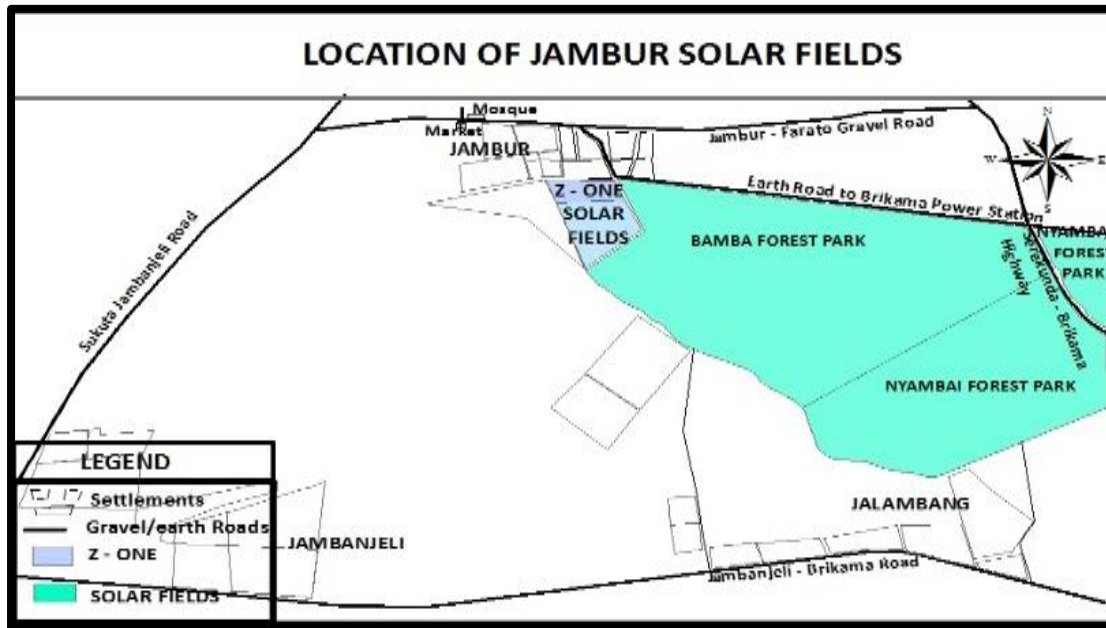 LOCATION OF JAMBUR SOLAR FIELDS
Mosque
Market
JAMBUR
Jambur - Farato Gravel Road
N
W
E
S
Z - ONE
SOLAR
FIELDS
Earth Road to Brikama Power Station
BAMBA FOREST PARK
NYAMBA
FOREST
PARK
Serekunda - Brikama
Highway
Sukuta Jambanjeli Road
NYAMBAI FOREST PARK
LEGEND
Settlements
Gravel/earth Roads
Z - ONE
SOLAR FIELDS
JAMBANJELI
JALAMBANG
Jambanjeli - Brikama Road